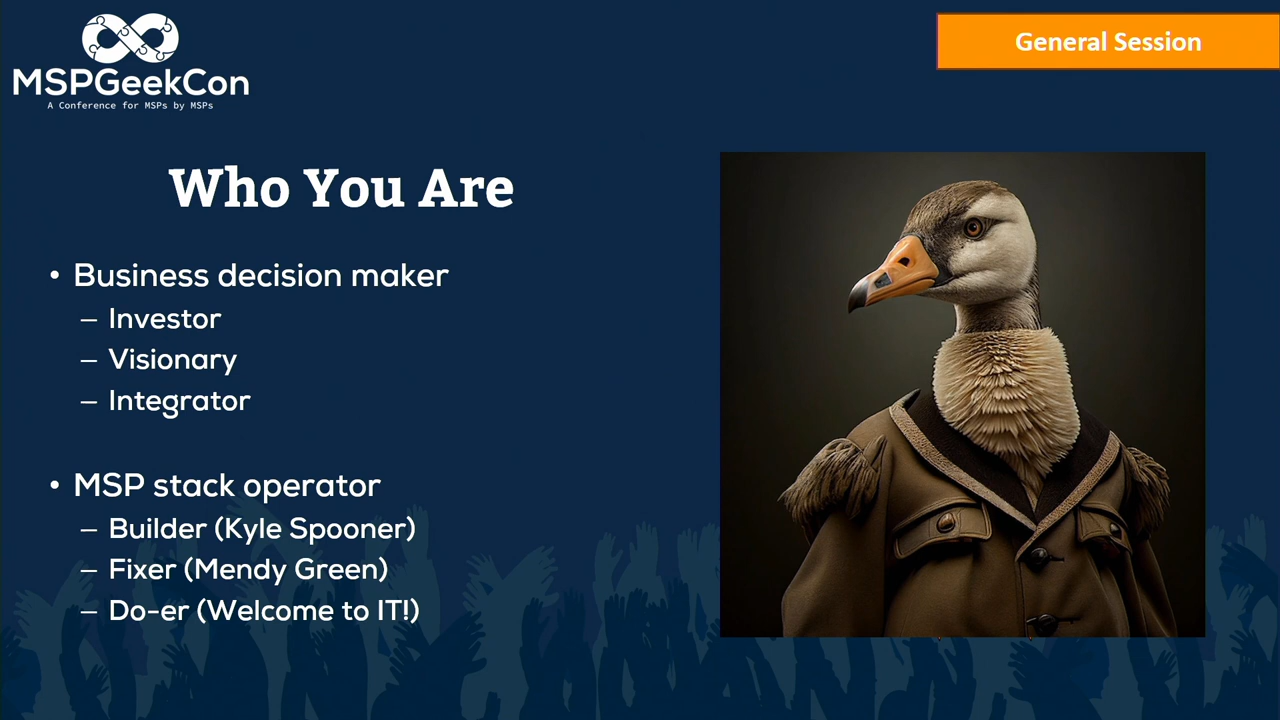 MSPGeekCon
A Conference for MSPs by MSPs
General Session
Who You Are
• Business decision maker
– Investor
– Visionary
– Integrator
• MSP stack operator
– Builder (Kyle Spooner)
– Fixer (Mendy Green)
– Do-er (Welcome to IT!)